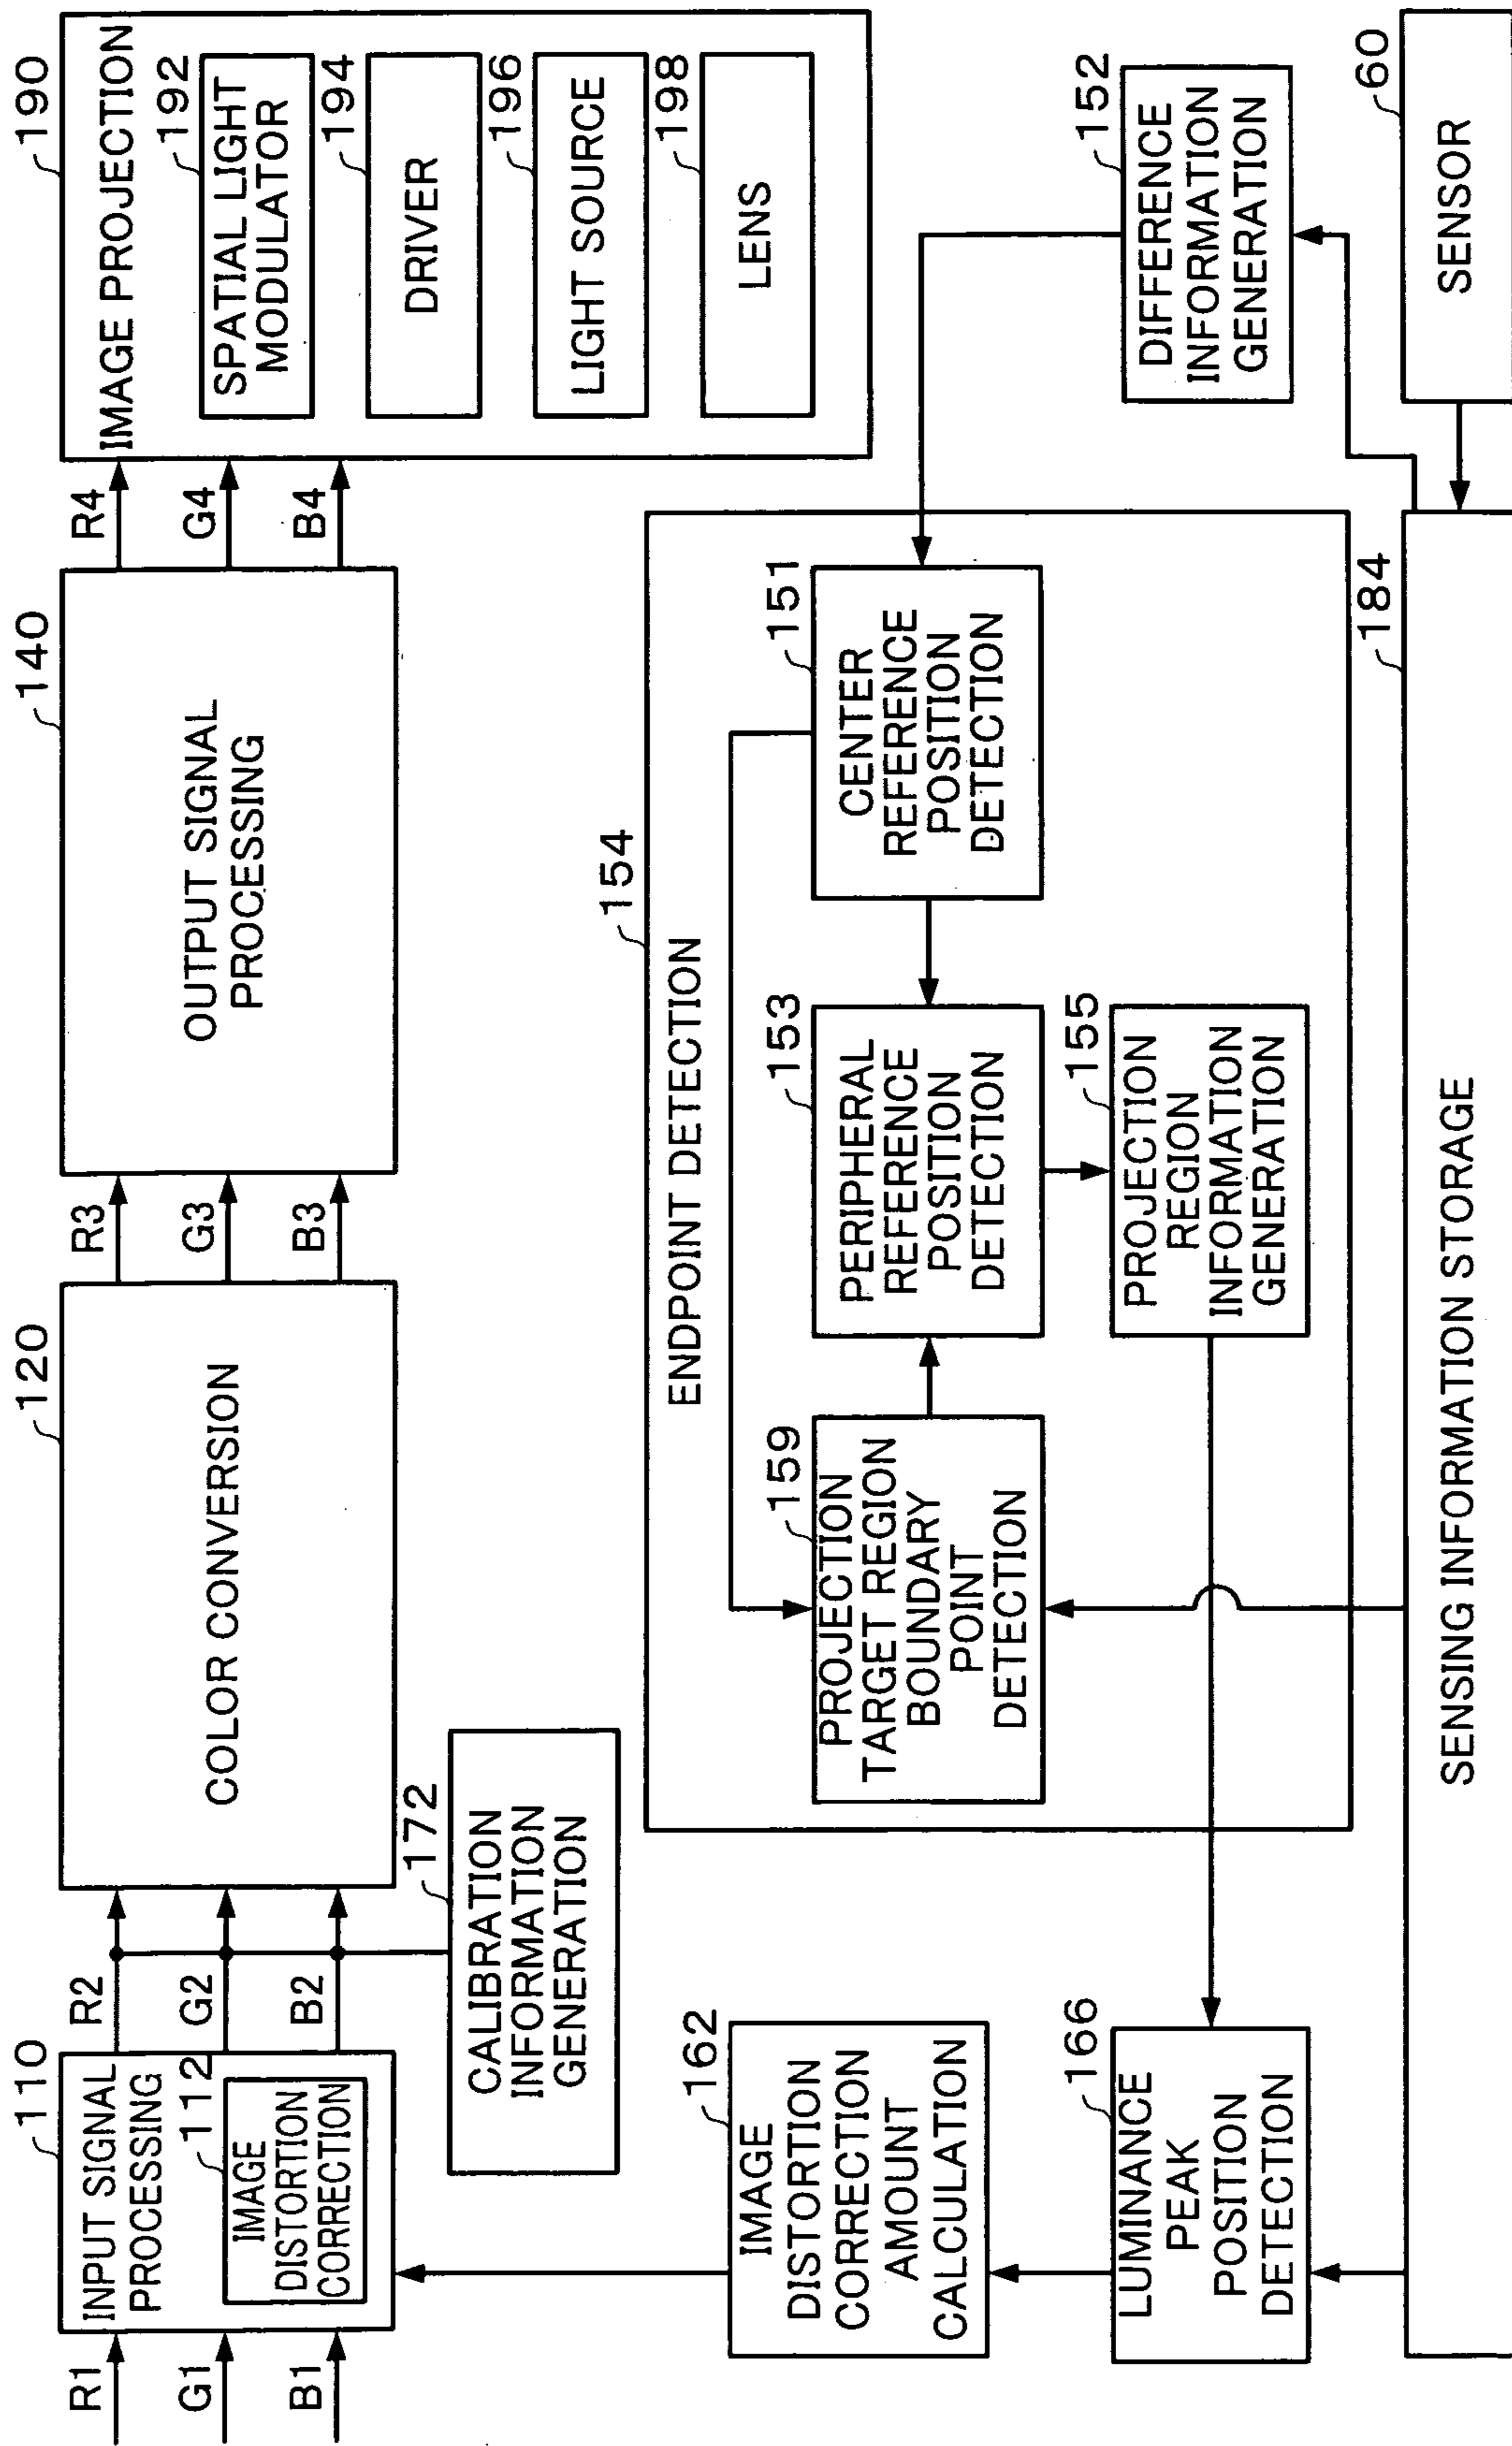 R1
G1
B1
110
INPUT SIGNAL
PROCESSING
112
IMAGE
DISTORTION
CORRECTION
R2
G2
B2
120
COLOR CONVERSION
R3
G3
B3
140
OUTPUT SIGNAL
PROCESSING
R4
G4
B4
190
IMAGE PROJECTION
192
SPATIAL LIGHT
MODULATOR
194
DRIVER
196
LIGHT SOURCE
198
LENS
172
CALIBRATION
INFORMATION
GENERATION
162
IMAGE
DISTORTION
CORRECTION
AMOUNT
CALCULATION
166
LUMINANCE
PEAK
POSITION
DETECTION
154
ENDPOINT DETECTION
159
PROJECTION
TARGET REGION
BOUNDARY
POINT
DETECTION
153
PERIPHERAL
REFERENCE
POSITION
DETECTION
151
CENTER
REFERENCE
POSITION
DETECTION
155
PROJECTION
REGION
INFORMATION
GENERATION
152
DIFFERENCE
INFORMATION
GENERATION
184
SENSING INFORMATION STORAGE
60
SENSOR